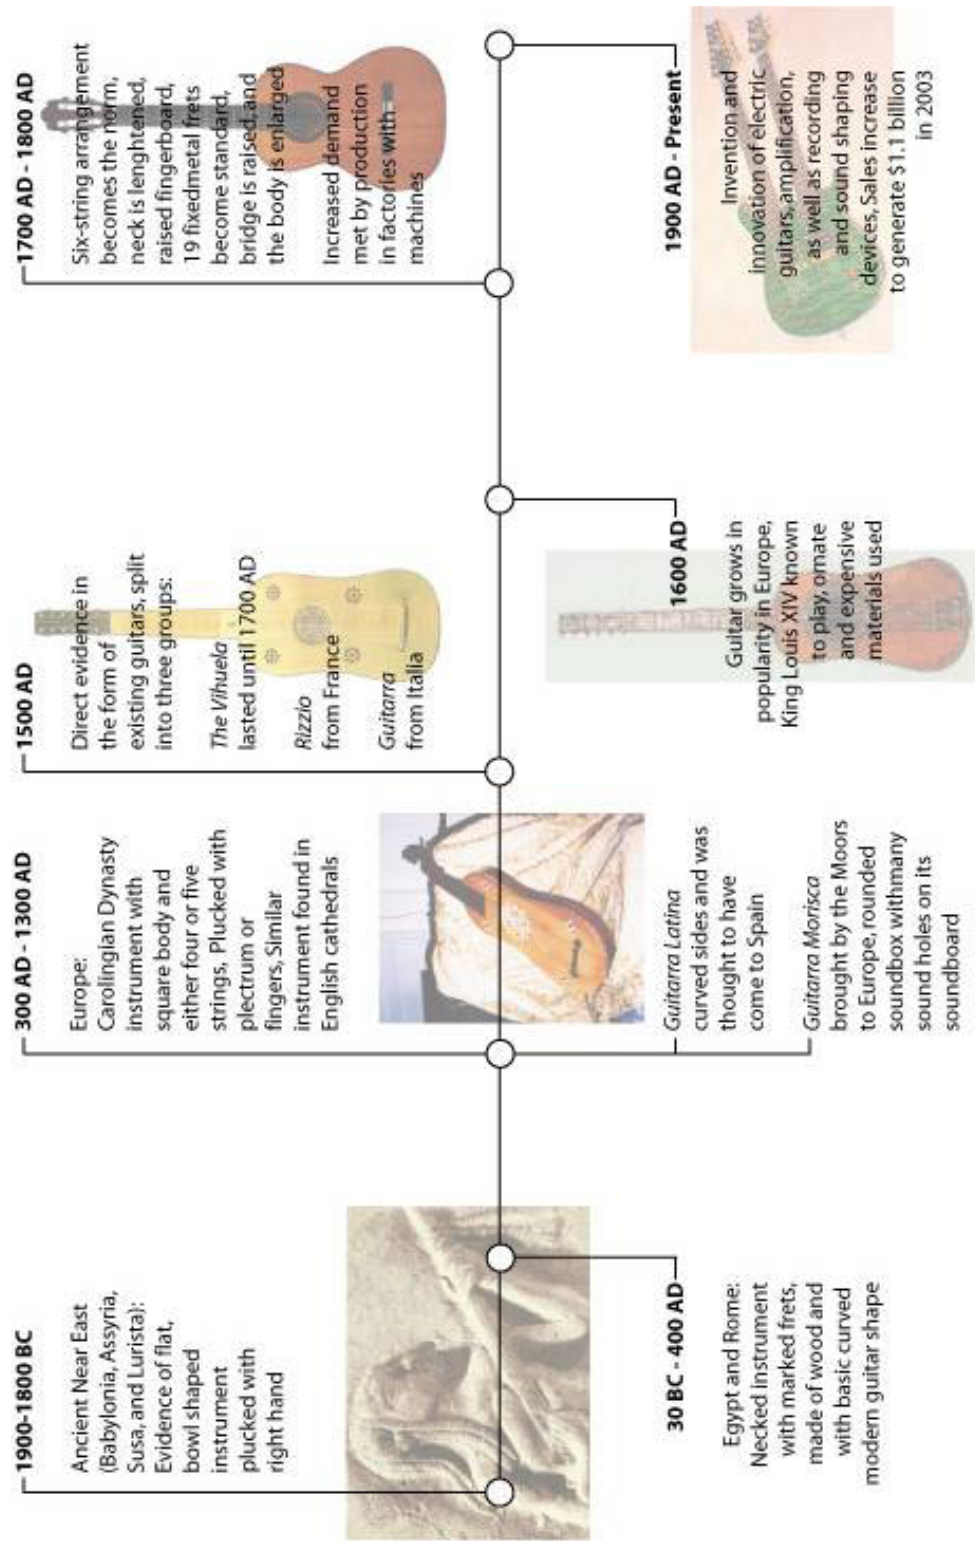 1900-1800 BC
Ancient Near East
(Babylonia, Assyria,
Susa, and Lurista):
Evidence of flat,
bowl shaped
instrument
plucked with
right hand
30 BC - 400 AD
Egypt and Rome:
Necked instrument
with marked frets,
made of wood and
with basic curved
modern guitar shape
300 AD - 1300 AD
Europe:
Carolingian Dynasty
instrument with
square body and
either four or five
strings, Plucked with
plectrum or
fingers, Similar
instrument found in
English cathedrals
Guitarra Latina
curved sides and was
thought to have
come to Spain
Guitarra Morisca
brought by the Moors
to Europe, rounded
soundbox withmany
sound holes on its
soundboard
1500 AD
Direct evidence in
the form of
existing guitars, split
into three groups:
The Vihuela
lasted until 1700 AD
Rizzio
from France
Guitarra
from Italia
1600 AD
Guitar grows in
popularity in Europe,
King Louis XIV known
to play, ornate
and expensive
materials used
1700 AD - 1800 AD
Six-string arrangement
becomes the norm,
neck is lenghtened,
raised fingerboard,
19 fixedmetal frets
become standard,
bridge is raised, and
the body is enlarged
Increased demand
met by production
in factories with
machines
1900 AD - Present
Invention and
innovation of electric
guitars, amplification,
as well as recording
and sound shaping
devices, Sales increase
to generate $1.1 billion
in 2003